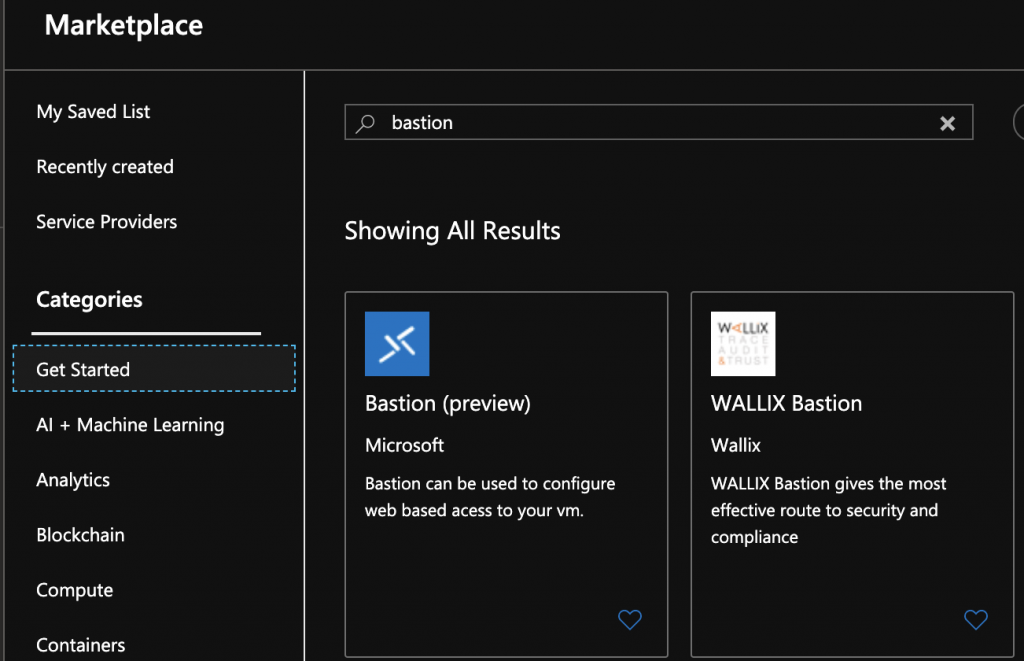 Marketplace
My Saved List
Recently created
Service Providers
Categories
Get Started
AI + Machine Learning
Analytics
Blockchain
Compute
Containers
bastion
Showing All Results
Bastion (preview)
Microsoft
Bastion can be used to configure
web based acess to your vm.
WALLIX
TRACE
AUDIT
&TRUST
WALLIX Bastion
Wallix
WALLIX Bastion gives the most
effective route to security and
compliance